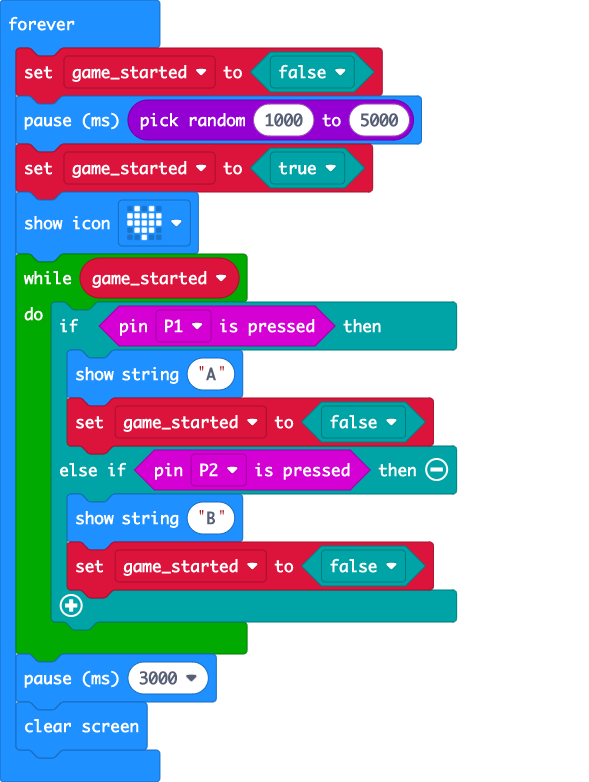 forever
set game_started to false
pause (ms) pick random 1000 to 5000
set game_started to true
show icon
while game_started
do if pin P1 is pressed then
show string "A"
set game_started to false
else if pin P2 is pressed then
show string "B"
set game_started to false
pause (ms) 3000
clear screen